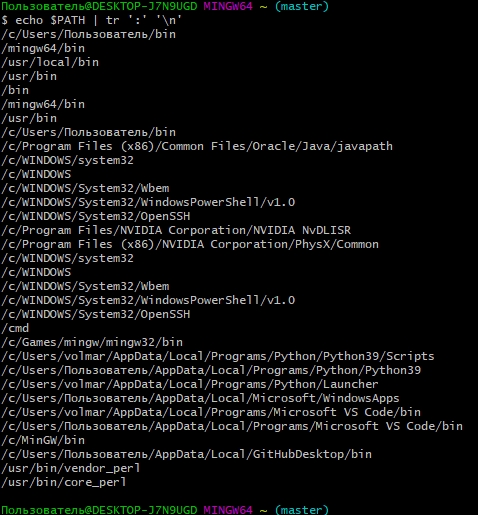 Пользователь@DESKTOP-J7N9UGD MINGW64 ~ (master)
$ echo $PATH | tr ':' '\n'
/c/Users/Пользователь/bin
/mingw64/bin
/usr/local/bin
/usr/bin
/bin
/mingw64/bin
/usr/bin
/c/Users/Пользователь/bin
/c/Program Files (x86)/Common Files/Oracle/Java/javapath
/c/WINDOWS/system32
/c/WINDOWS
/c/WINDOWS/System32/Wbem
/c/WINDOWS/System32/WindowsPowerShell/v1.0
/c/WINDOWS/System32/OpenSSH
/c/Program Files/NVIDIA Corporation/NVIDIA NvDLISR
/c/Program Files (x86)/NVIDIA Corporation/PhysX/Common
/c/WINDOWS/system32
/c/WINDOWS
/c/WINDOWS/System32/Wbem
/c/WINDOWS/System32/WindowsPowerShell/v1.0
/c/WINDOWS/System32/OpenSSH
/cmd
/c/Games/mingw/mingw32/bin
/c/Users/volmar/AppData/Local/Programs/Python/Python39/Scripts
/c/Users/Пользователь/AppData/Local/Programs/Python/Python39
/c/Users/volmar/AppData/Local/Programs/Python/Launcher
/c/Users/Пользователь/AppData/Local/Microsoft/WindowsApps
/c/Users/volmar/AppData/Local/Programs/Microsoft VS Code/bin
/c/Users/Пользователь/AppData/Local/Programs/Microsoft VS Code/bin
/c/MinGW/bin
/c/Users/Пользователь/AppData/Local/GitHubDesktop/bin
/usr/bin/vendor_perl
/usr/bin/core_perl
Пользователь@DESKTOP-J7N9UGD MINGW64 ~ (master)